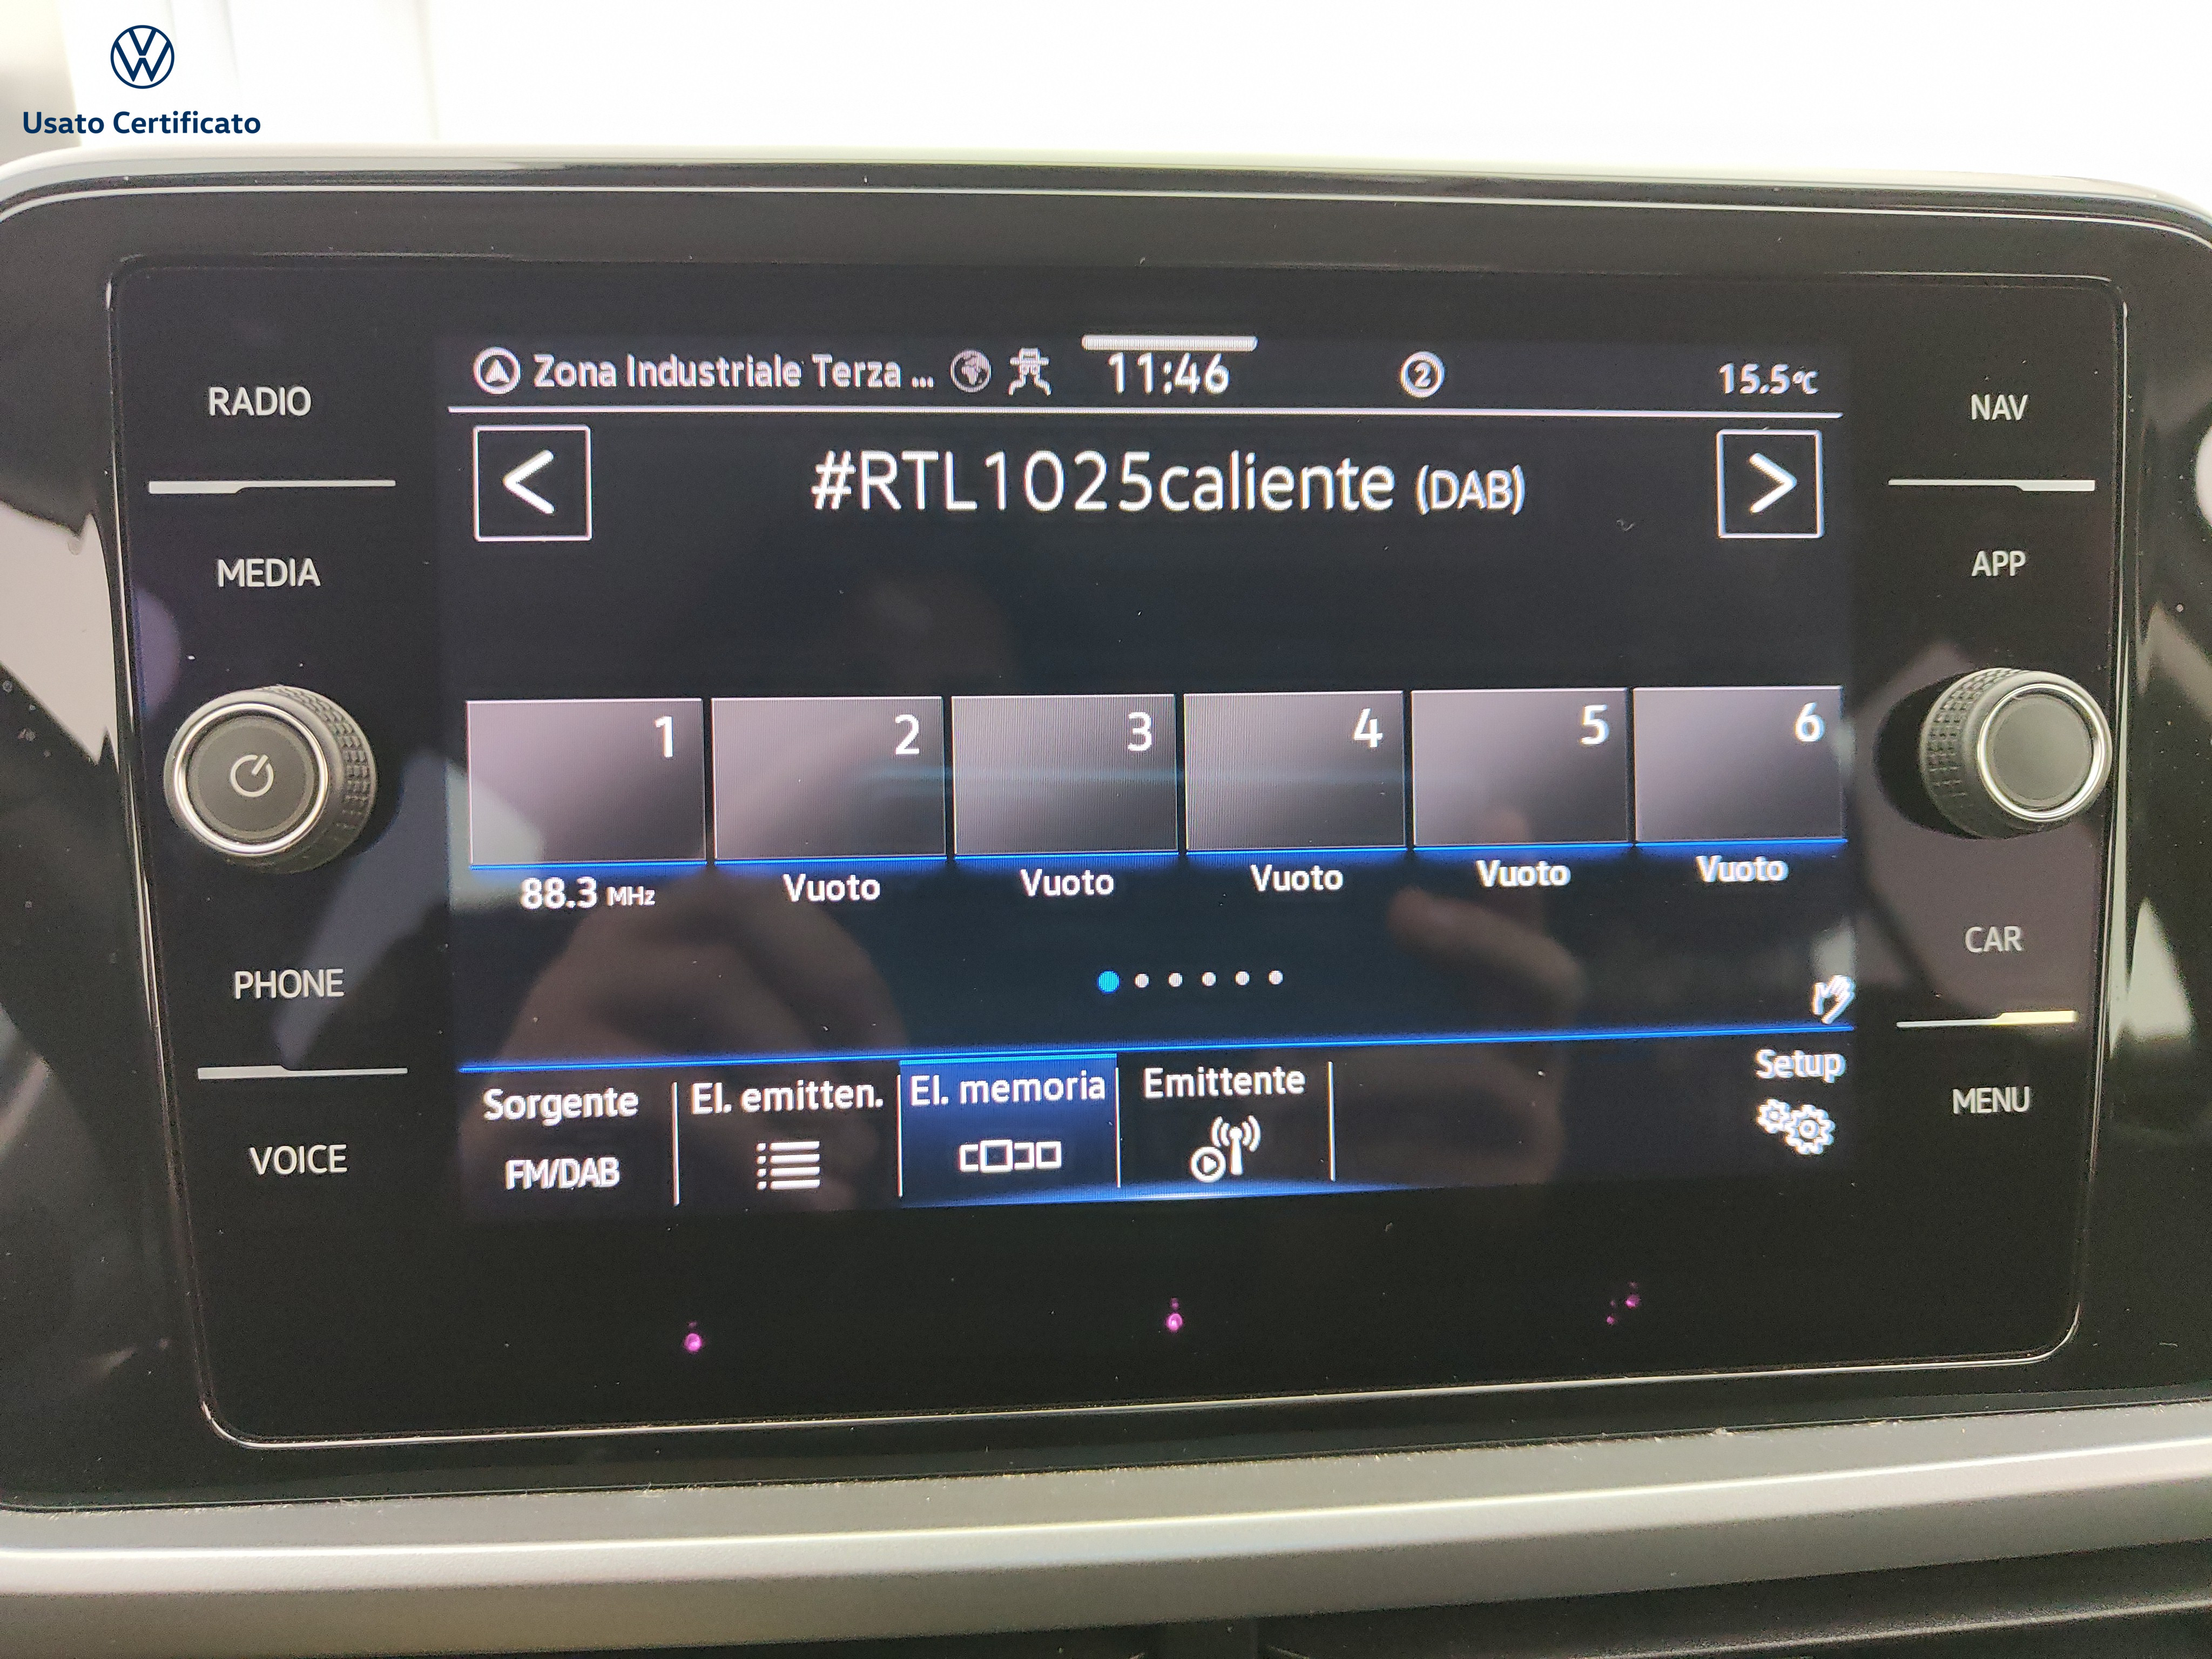 Usato Certificato
RADIO
MEDIA
PHONE
VOICE
Zona Industriale Terza ... 11:46 2 15.5°C
< #RTL1025caliente (DAB) >
1 2 3 4 5 6
88.3 MHz Vuoto Vuoto Vuoto Vuoto Vuoto
Sorgente El. emitten. El. memoria Emittente Setup
FM/DAB
NAV
APP
CAR
MENU